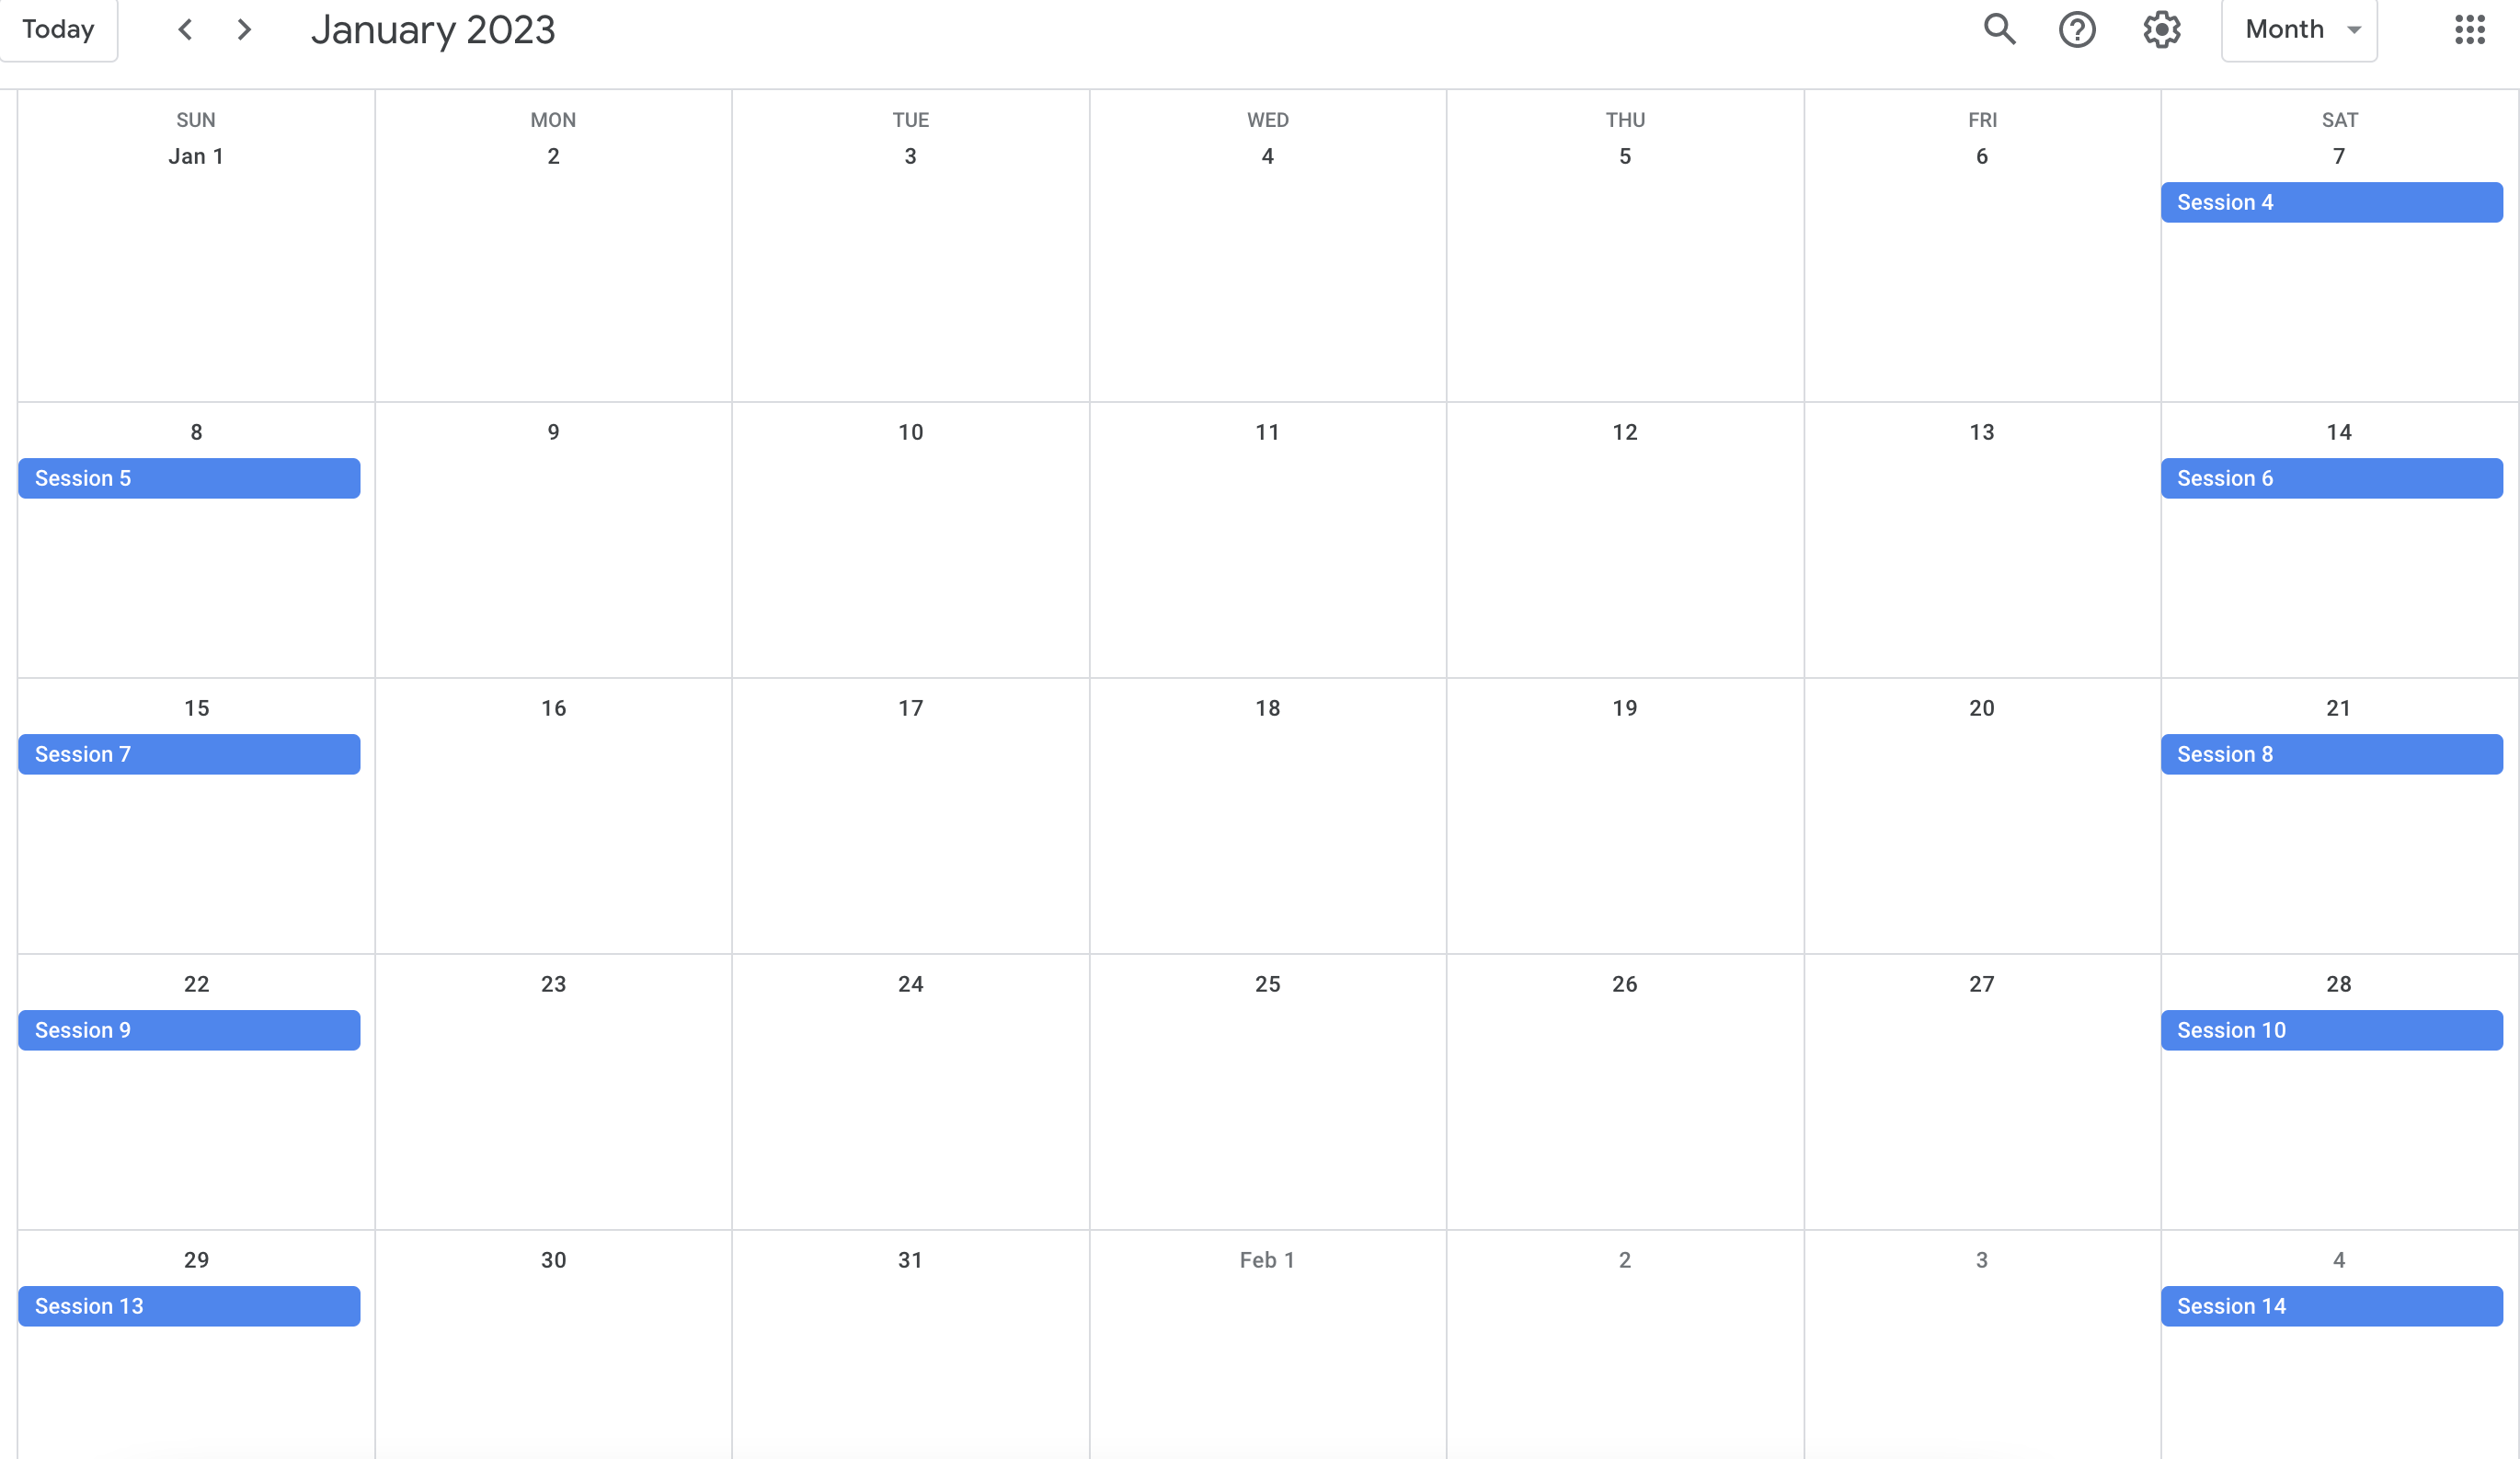 Today January 2023 Month
SUN MON TUE WED THU FRI SAT
Jan 1 2 3 4 5 6 7
Session 4
8 9 10 11 12 13 14
Session 5 Session 6
15 16 17 18 19 20 21
Session 7 Session 8
22 23 24 25 26 27 28
Session 9 Session 10
29 30 31 Feb 1 2 3 4
Session 13 Session 14